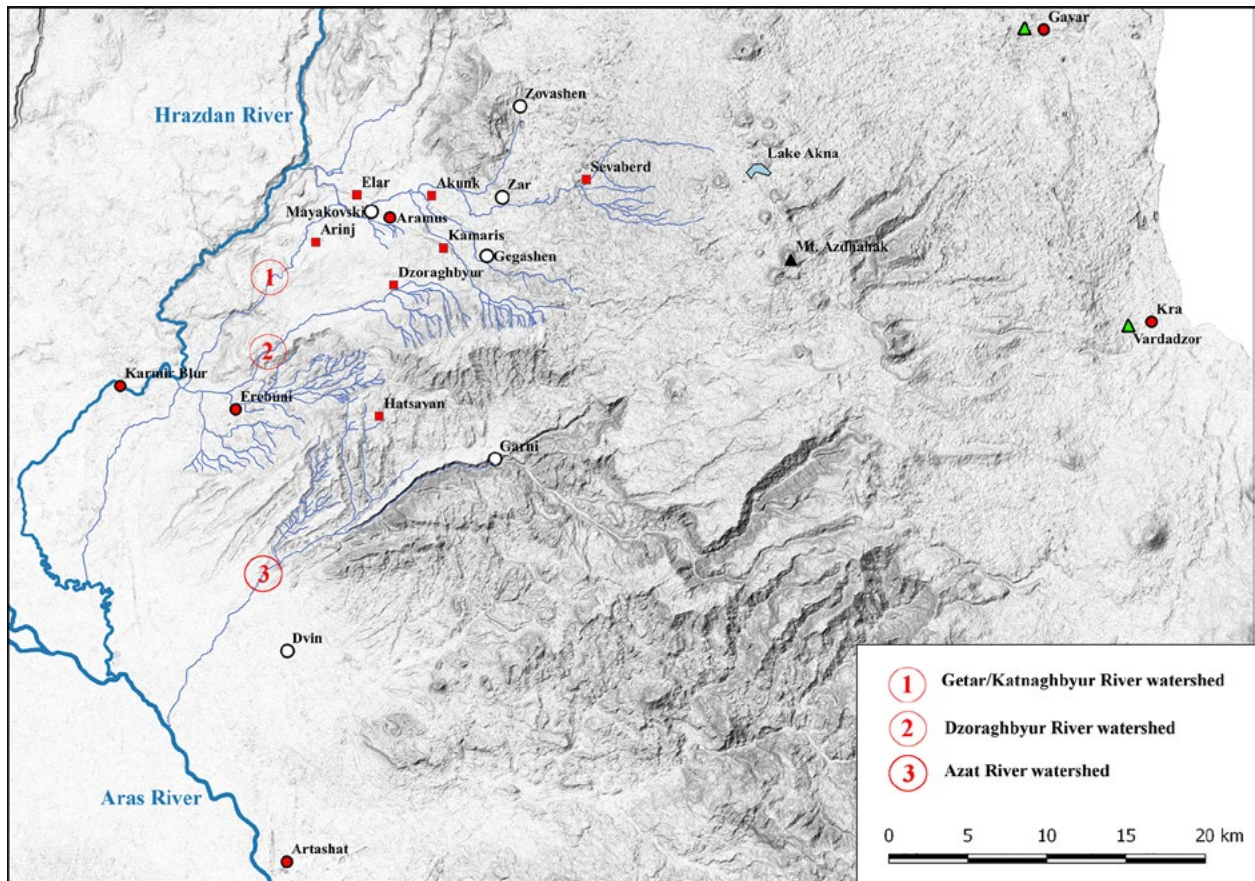 Gavar
Zovashen
Hrazdan River
Lake Akna
Sevaberd
Elar
Akunk
Zar
Mayakovski
Aramus
Arinj
Kamaris
Mt. Azdhahak
Gegashen
1
Dzoraghbyur
Kra
Vardadzor
2
Karmir Blur
Erebuni
Hatsavan
Garni
3
Dvin
Aras River
Artashat
1 Getar/Katnaghbyur River watershed
2 Dzoraghbyur River watershed
3 Azat River watershed
0 5 10 15 20 km